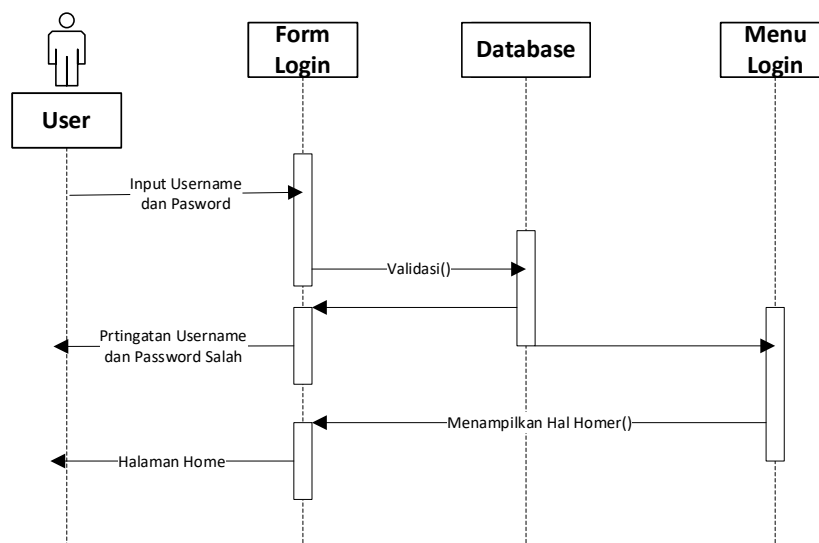 Form
Login
Database
Menu
Login
User
Input Username
dan Pasword
Validasi()
Prtingatan Username
dan Password Salah
Menampilkan Hal Homer()
Halaman Home